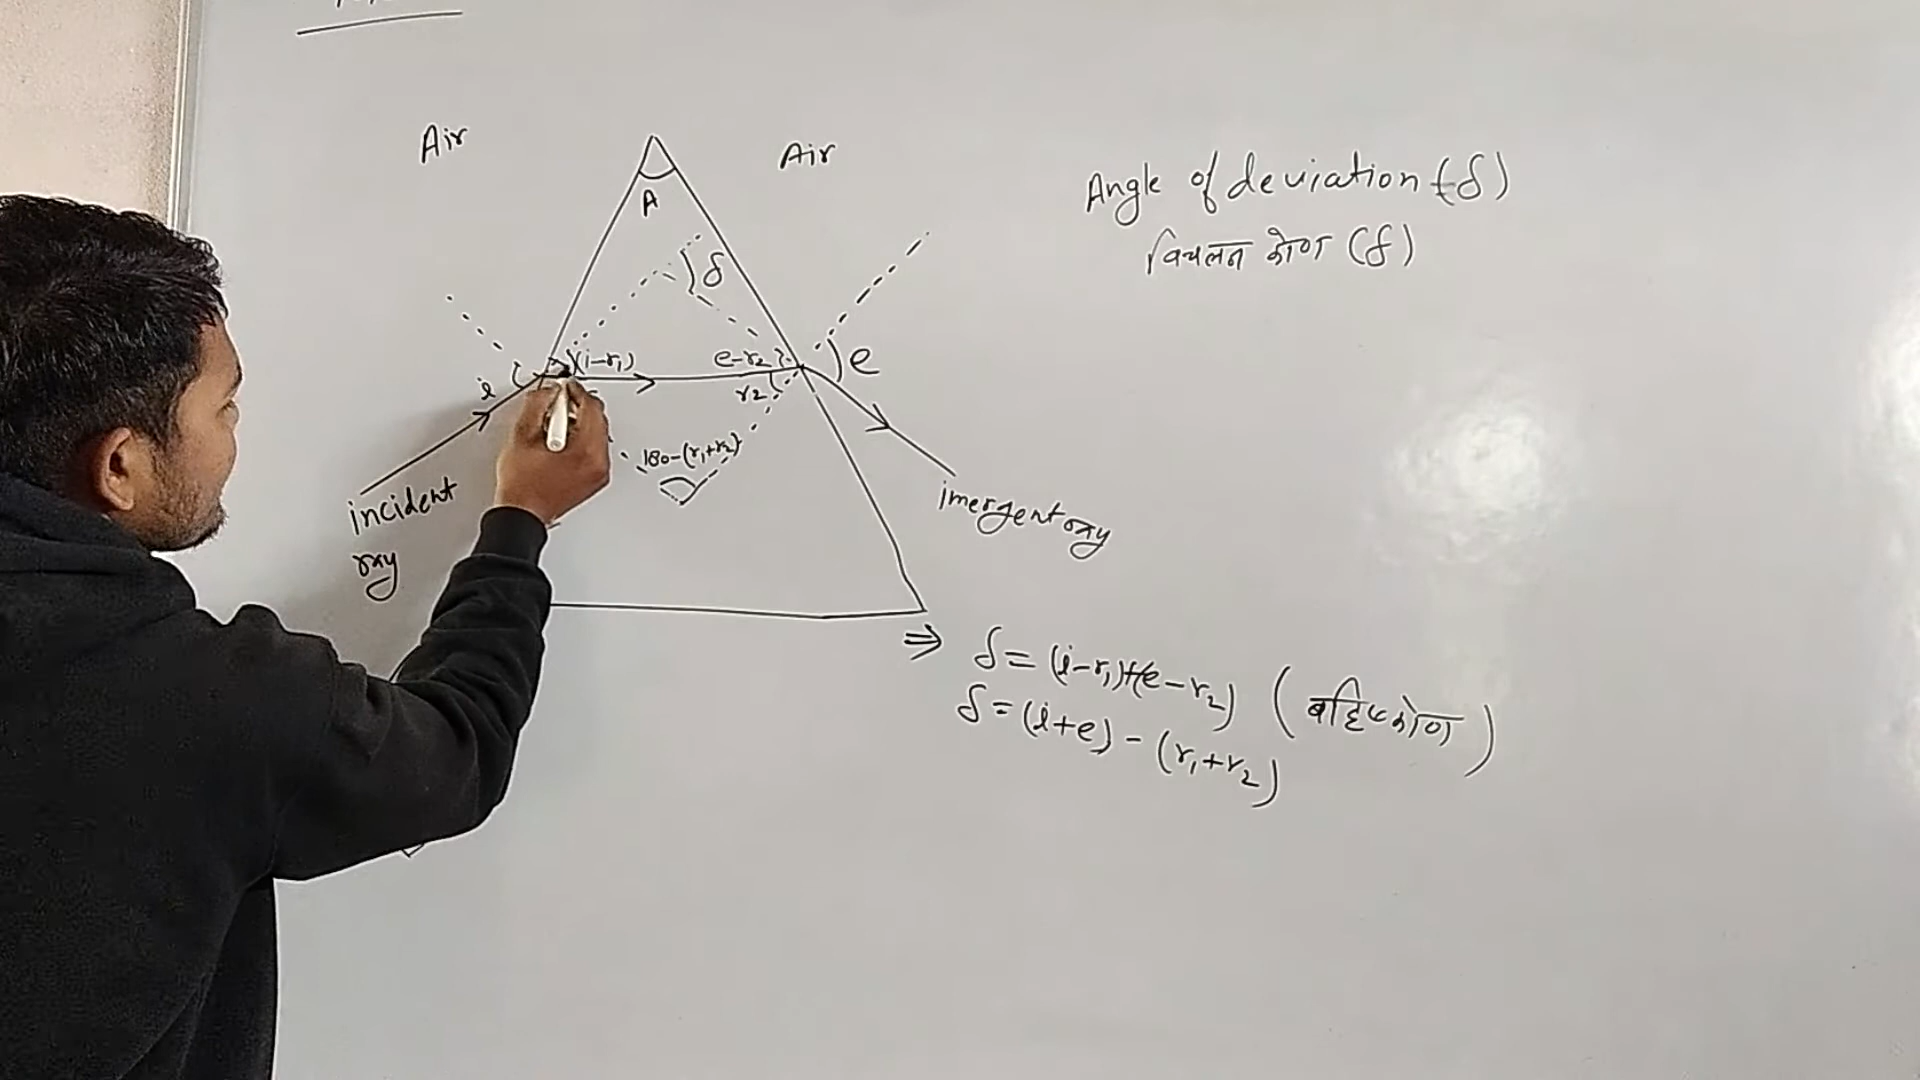 Air
Air
A
δ
Angle of deviation (δ)
विचलन कोण (δ)
i
(i-r₁)
e-r₂
e
r₂
180-(r₁+r₂)
incident
ray
imergent ray
⇒ δ = (i-r₁)+(e-r₂) (बहिष्कोण)
δ = (i+e) - (r₁+r₂)